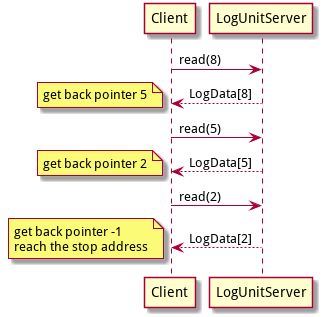 Client
LogUnitServer
read(8)
get back pointer 5
LogData[8]
read(5)
get back pointer 2
LogData[5]
read(2)
get back pointer -1
reach the stop address
LogData[2]
Client
LogUnitServer